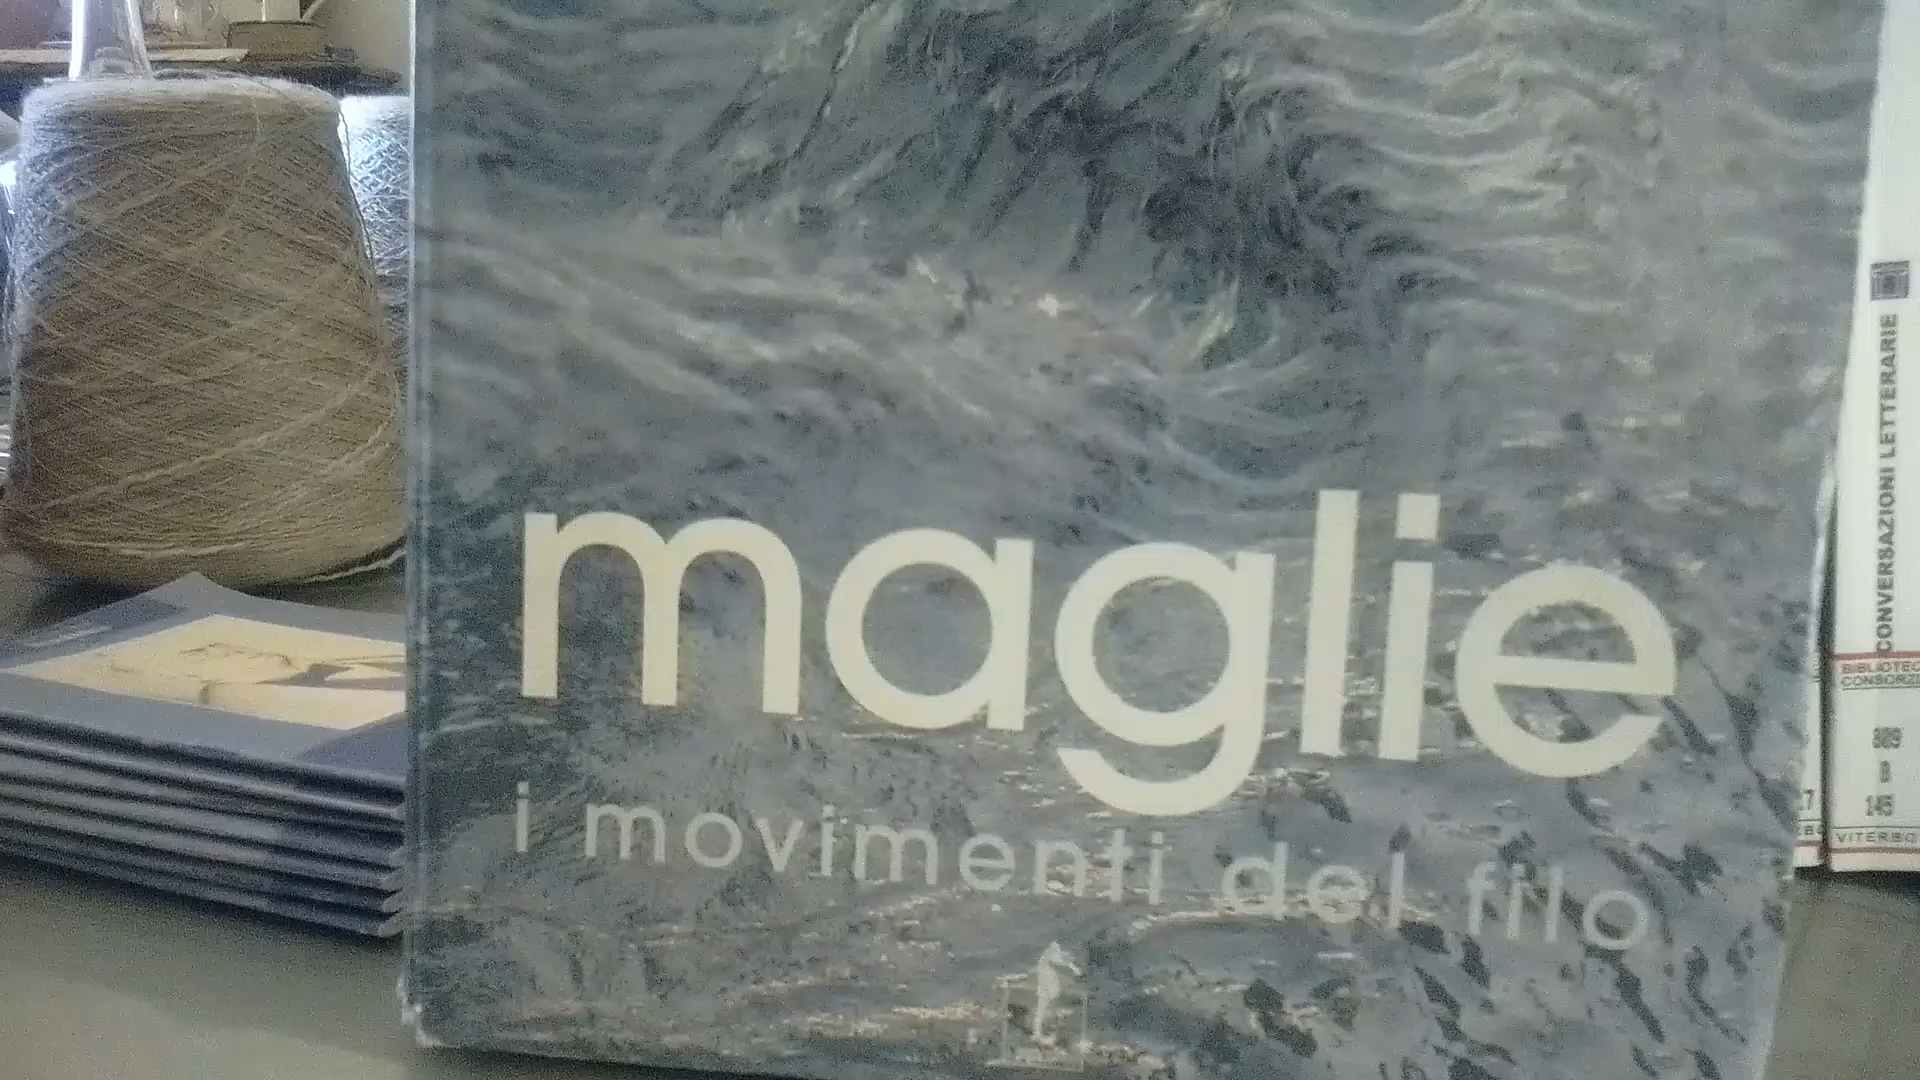 maglie
i movimenti del filo
CONVERSAZIONI LETTERARIE
BIBLIOTEC
CONSORZI
809
145
VITERBO